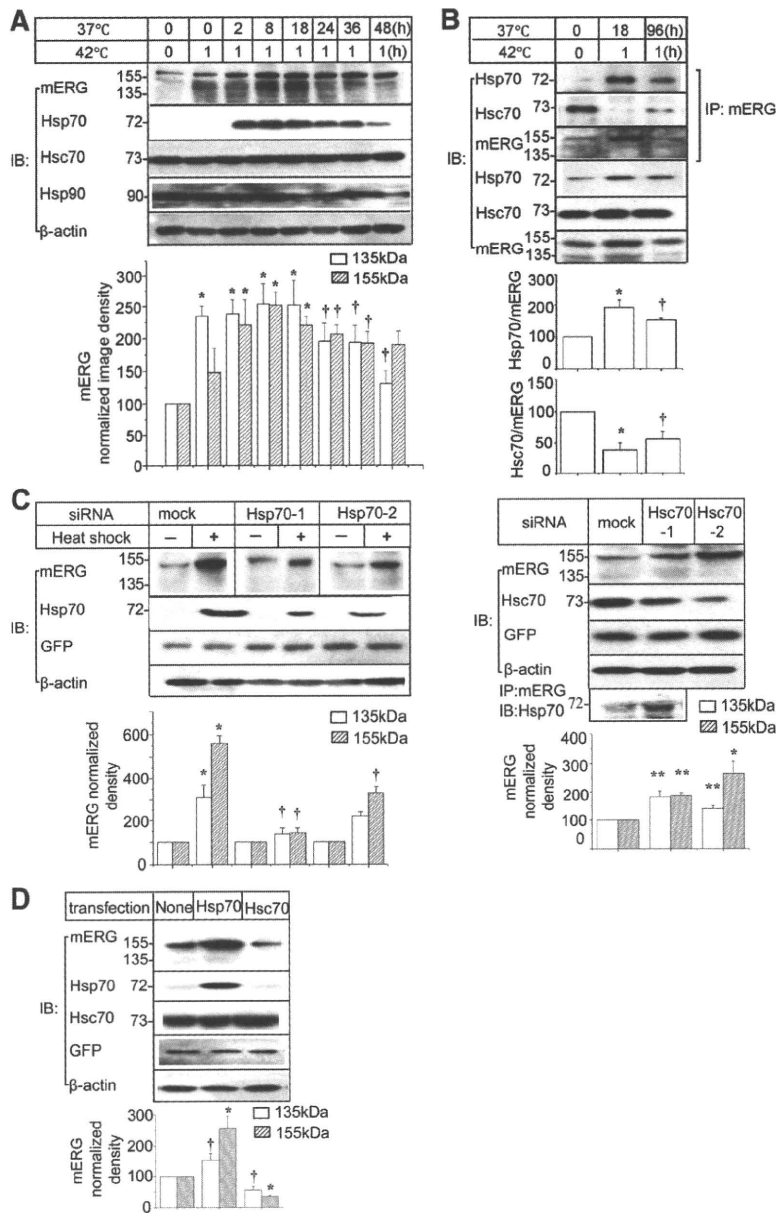 A
37°C 0 0 2 8 18 24 36 48(h)
42°C 0 1 1 1 1 1 1 1(h)
IB:
mERG 155- 135-
Hsp70 72-
Hsc70 73-
Hsp90 90-
β-actin
135kDa
155kDa
mERG
normalized image density
300
250
200
150
100
50
0
* * * * * * * † † † † †
B
37°C 0 18 96(h)
42°C 0 1 1(h)
Hsp70 72-
Hsc70 73-
mERG 155- 135-
IP: mERG
IB:
Hsp70 72-
Hsc70 73-
mERG 155- 135-
Hsp70/mERG
300
200
100
0
* †
Hsc70/mERG
150
100
50
0
* †
C
siRNA mock Hsp70-1 Hsp70-2
Heat shock – + – + – +
IB:
mERG 155- 135-
Hsp70 72-
GFP
β-actin
135kDa
155kDa
mERG normalized
density
600
400
200
0
* * † † †
siRNA mock Hsc70 -1 Hsc70 -2
IB:
mERG 155- 135-
Hsc70 73-
GFP
β-actin
IP:mERG
IB:Hsp70 72-
135kDa
155kDa
mERG normalized
density
400
300
200
100
0
** ** ** *
D
transfection None Hsp70 Hsc70
IB:
mERG 155- 135-
Hsp70 72-
Hsc70 73-
GFP
β-actin
135kDa
155kDa
mERG
normalized
density
300
200
100
0
† * † *